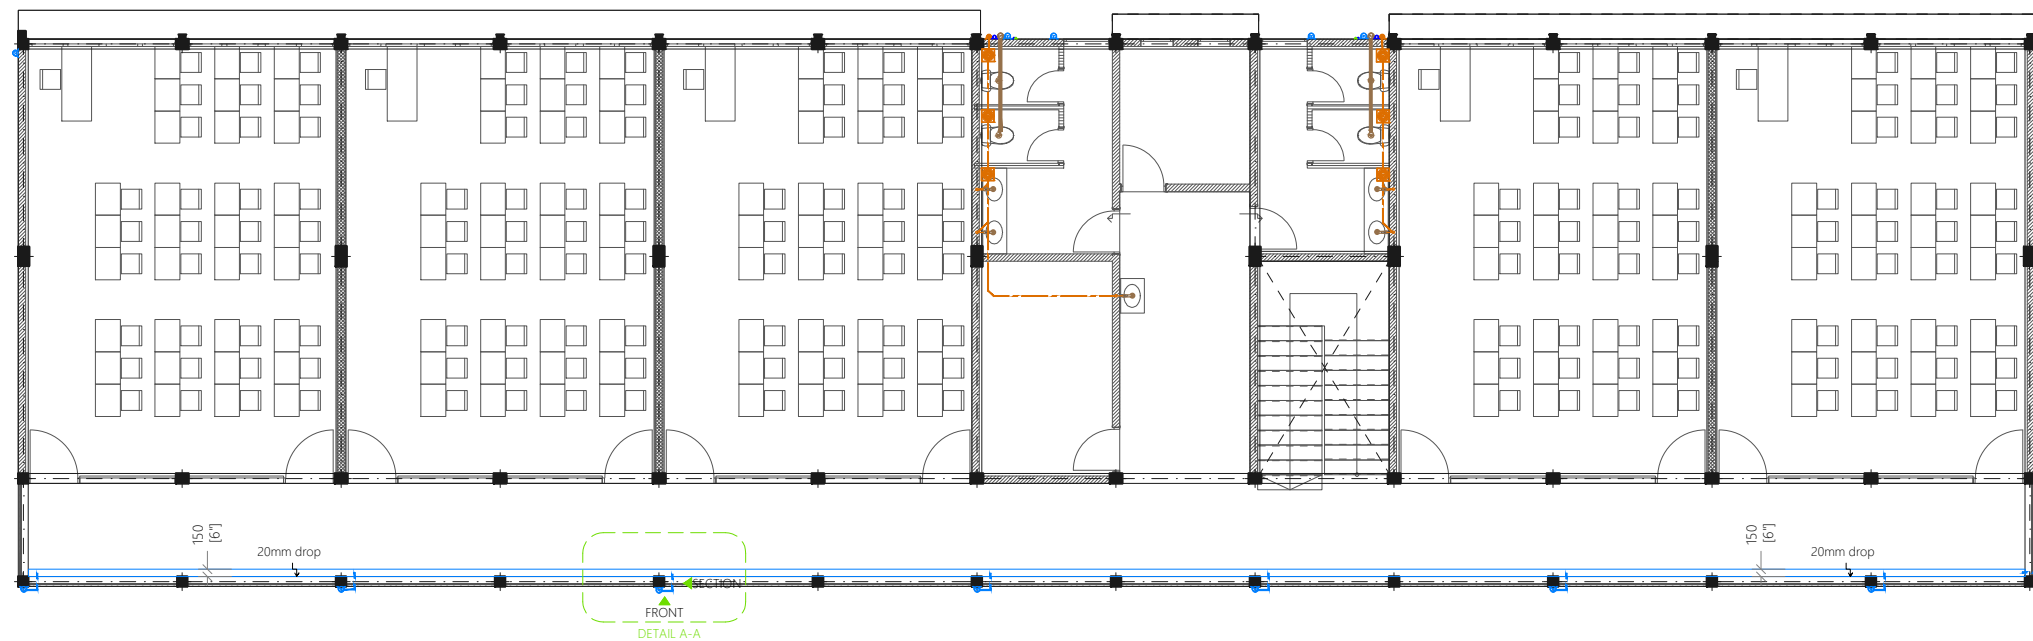 150
[6"]
20mm drop
SECTION
FRONT
DETAIL A-A
150
[6"]
20mm drop